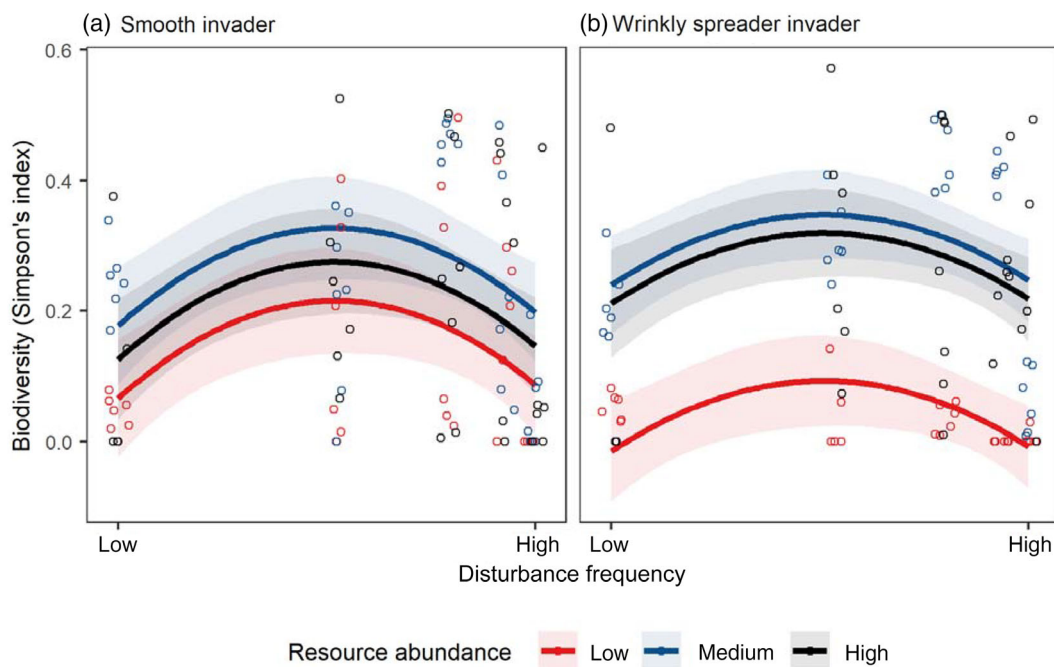 (a) Smooth invader
(b) Wrinkly spreader invader
Biodiversity (Simpson's index)
0.6
0.4
0.2
0.0
Low
High
Low
High
Disturbance frequency
Resource abundance Low Medium High